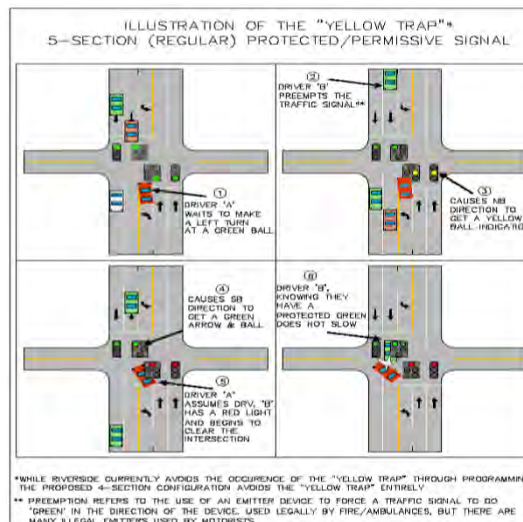 ILLUSTRATION OF THE "YELLOW TRAP"*
5-SECTION (REGULAR) PROTECTED/PERMISSIVE SIGNAL
1
DRIVER 'A'
WAITS TO MAKE
A LEFT TURN
AT A GREEN BALL
2
DRIVER 'B'
PREEMPTS THE
TRAFFIC SIGNAL**
3
CAUSES NB
DIRECTION TO
GET A YELLOW
BALL INDICATIO
4
CAUSES SB
DIRECTION TO
GET A GREEN
ARROW & BALL
5
DRIVER 'A'
ASSUMES DRV. 'B'
HAS A RED LIGHT
AND BEGINS TO
CLEAR THE
INTERSECTION
DRIVER 'B',
KNOWING THEY
HAVE A
PROTECTED GREEN
DOES NOT SLOW
*WHILE RIVERSIDE CURRENTLY AVOIDS THE OCCURENCE OF THE "YELLOW TRAP" THROUGH PROGRAMMIN
THE PROPOSED 4-SECTION CONFIGURATION AVOIDS THE "YELLOW TRAP" ENTIRELY
** PREEMPTION REFERS TO THE USE OF AN EMITTER DEVICE TO FORCE A TRAFFIC SIGNAL TO GO
'GREEN' IN THE DIRECTION OF THE DEVICE. USED LEGALLY BY FIRE/AMBULANCES, BUT THERE ARE
MANY ILLEGAL EMITTERS USED BY MOTORISTS